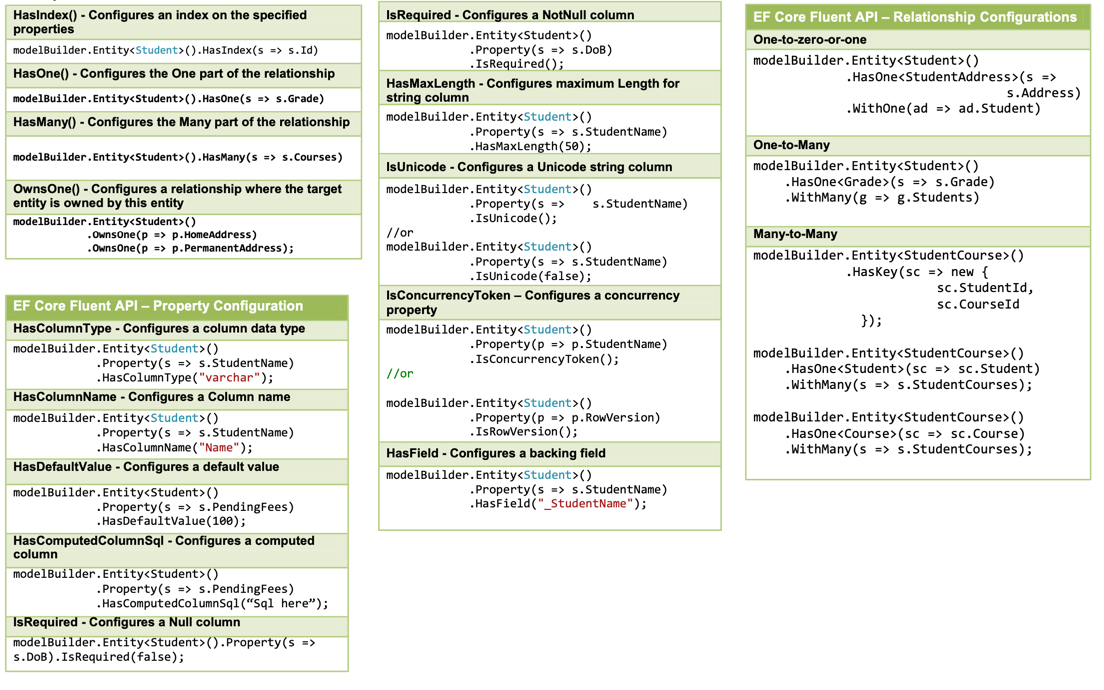 HasIndex() - Configures an index on the specified
properties
modelBuilder.Entity<Student>().HasIndex(s => s.Id)
HasOne() - Configures the One part of the relationship
modelBuilder.Entity<Student>().HasOne(s => s.Grade)
HasMany() - Configures the Many part of the relationship
modelBuilder.Entity<Student>().HasMany(s => s.Courses)
OwnsOne() - Configures a relationship where the target
entity is owned by this entity
modelBuilder.Entity<Student>()
.OwnsOne(p => p.HomeAddress)
.OwnsOne(p => p.PermanentAddress);
EF Core Fluent API – Property Configuration
HasColumnType - Configures a column data type
modelBuilder.Entity<Student>()
.Property(s => s.StudentName)
.HasColumnType("varchar");
HasColumnName - Configures a Column name
modelBuilder.Entity<Student>()
.Property(s => s.StudentName)
.HasColumnName("Name");
HasDefaultValue - Configures a default value
modelBuilder.Entity<Student>()
.Property(s => s.PendingFees)
.HasDefaultValue(100);
HasComputedColumnSql - Configures a computed
column
modelBuilder.Entity<Student>()
.Property(s => s.PendingFees)
.HasComputedColumnSql(“Sql here”);
IsRequired - Configures a Null column
modelBuilder.Entity<Student>().Property(s =>
s.DoB).IsRequired(false);
IsRequired - Configures a NotNull column
modelBuilder.Entity<Student>()
.Property(s => s.DoB)
.IsRequired();
HasMaxLength - Configures maximum Length for
string column
modelBuilder.Entity<Student>()
.Property(s => s.StudentName)
.HasMaxLength(50);
IsUnicode - Configures a Unicode string column
modelBuilder.Entity<Student>()
.Property(s => s.StudentName)
.IsUnicode();
//or
modelBuilder.Entity<Student>()
.Property(s => s.StudentName)
.IsUnicode(false);
IsConcurrencyToken – Configures a concurrency
property
modelBuilder.Entity<Student>()
.Property(p => p.StudentName)
.IsConcurrencyToken();
//or
modelBuilder.Entity<Student>()
.Property(p => p.RowVersion)
.IsRowVersion();
HasField - Configures a backing field
modelBuilder.Entity<Student>()
.Property(s => s.StudentName)
.HasField("_StudentName");
EF Core Fluent API – Relationship Configurations
One-to-zero-or-one
modelBuilder.Entity<Student>()
.HasOne<StudentAddress>(s =>
s.Address)
.WithOne(ad => ad.Student)
One-to-Many
modelBuilder.Entity<Student>()
.HasOne<Grade>(s => s.Grade)
.WithMany(g => g.Students)
Many-to-Many
modelBuilder.Entity<StudentCourse>()
.HasKey(sc => new {
sc.StudentId,
sc.CourseId
});
modelBuilder.Entity<StudentCourse>()
.HasOne<Student>(sc => sc.Student)
.WithMany(s => s.StudentCourses);
modelBuilder.Entity<StudentCourse>()
.HasOne<Course>(sc => sc.Course)
.WithMany(s => s.StudentCourses);